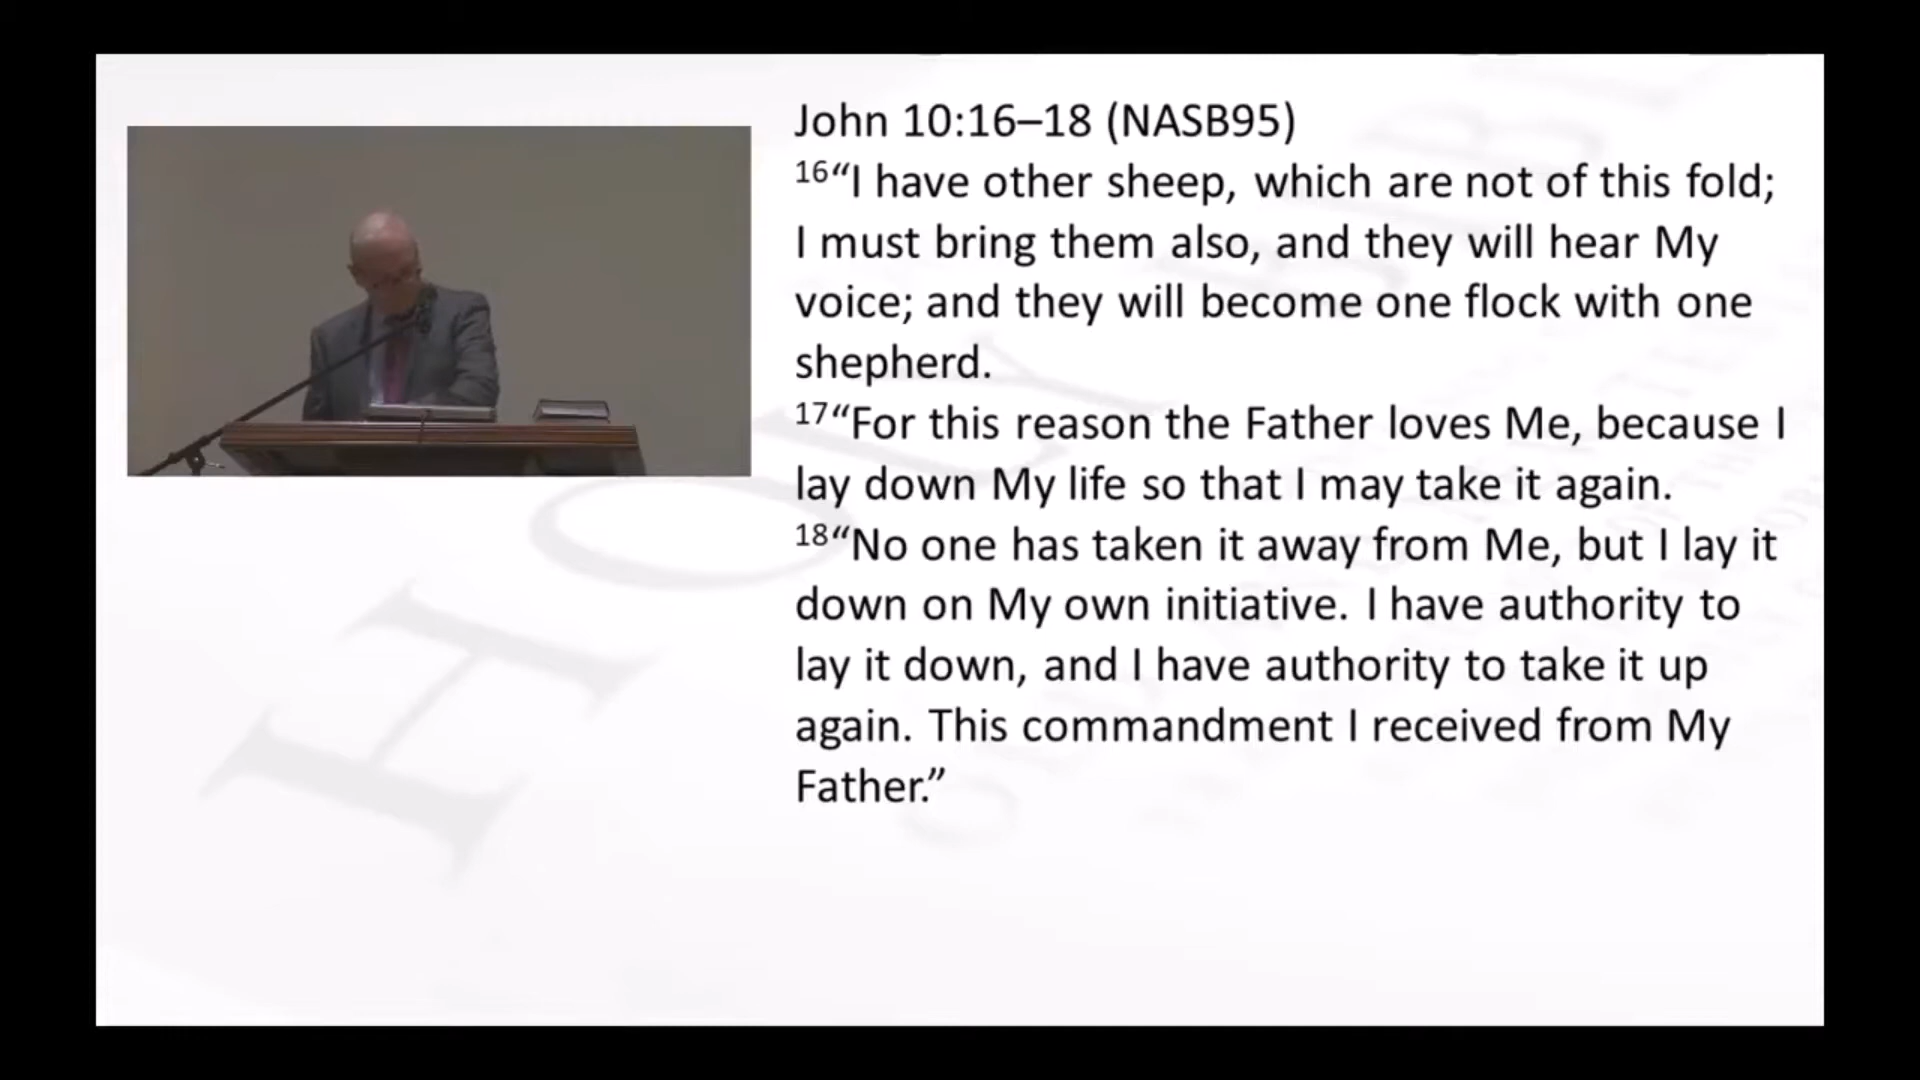 John 10:16–18 (NASB95)
16“I have other sheep, which are not of this fold;
I must bring them also, and they will hear My
voice; and they will become one flock with one
shepherd.
17“For this reason the Father loves Me, because I
lay down My life so that I may take it again.
18“No one has taken it away from Me, but I lay it
down on My own initiative. I have authority to
lay it down, and I have authority to take it up
again. This commandment I received from My
Father.”
HOLY BIBLE